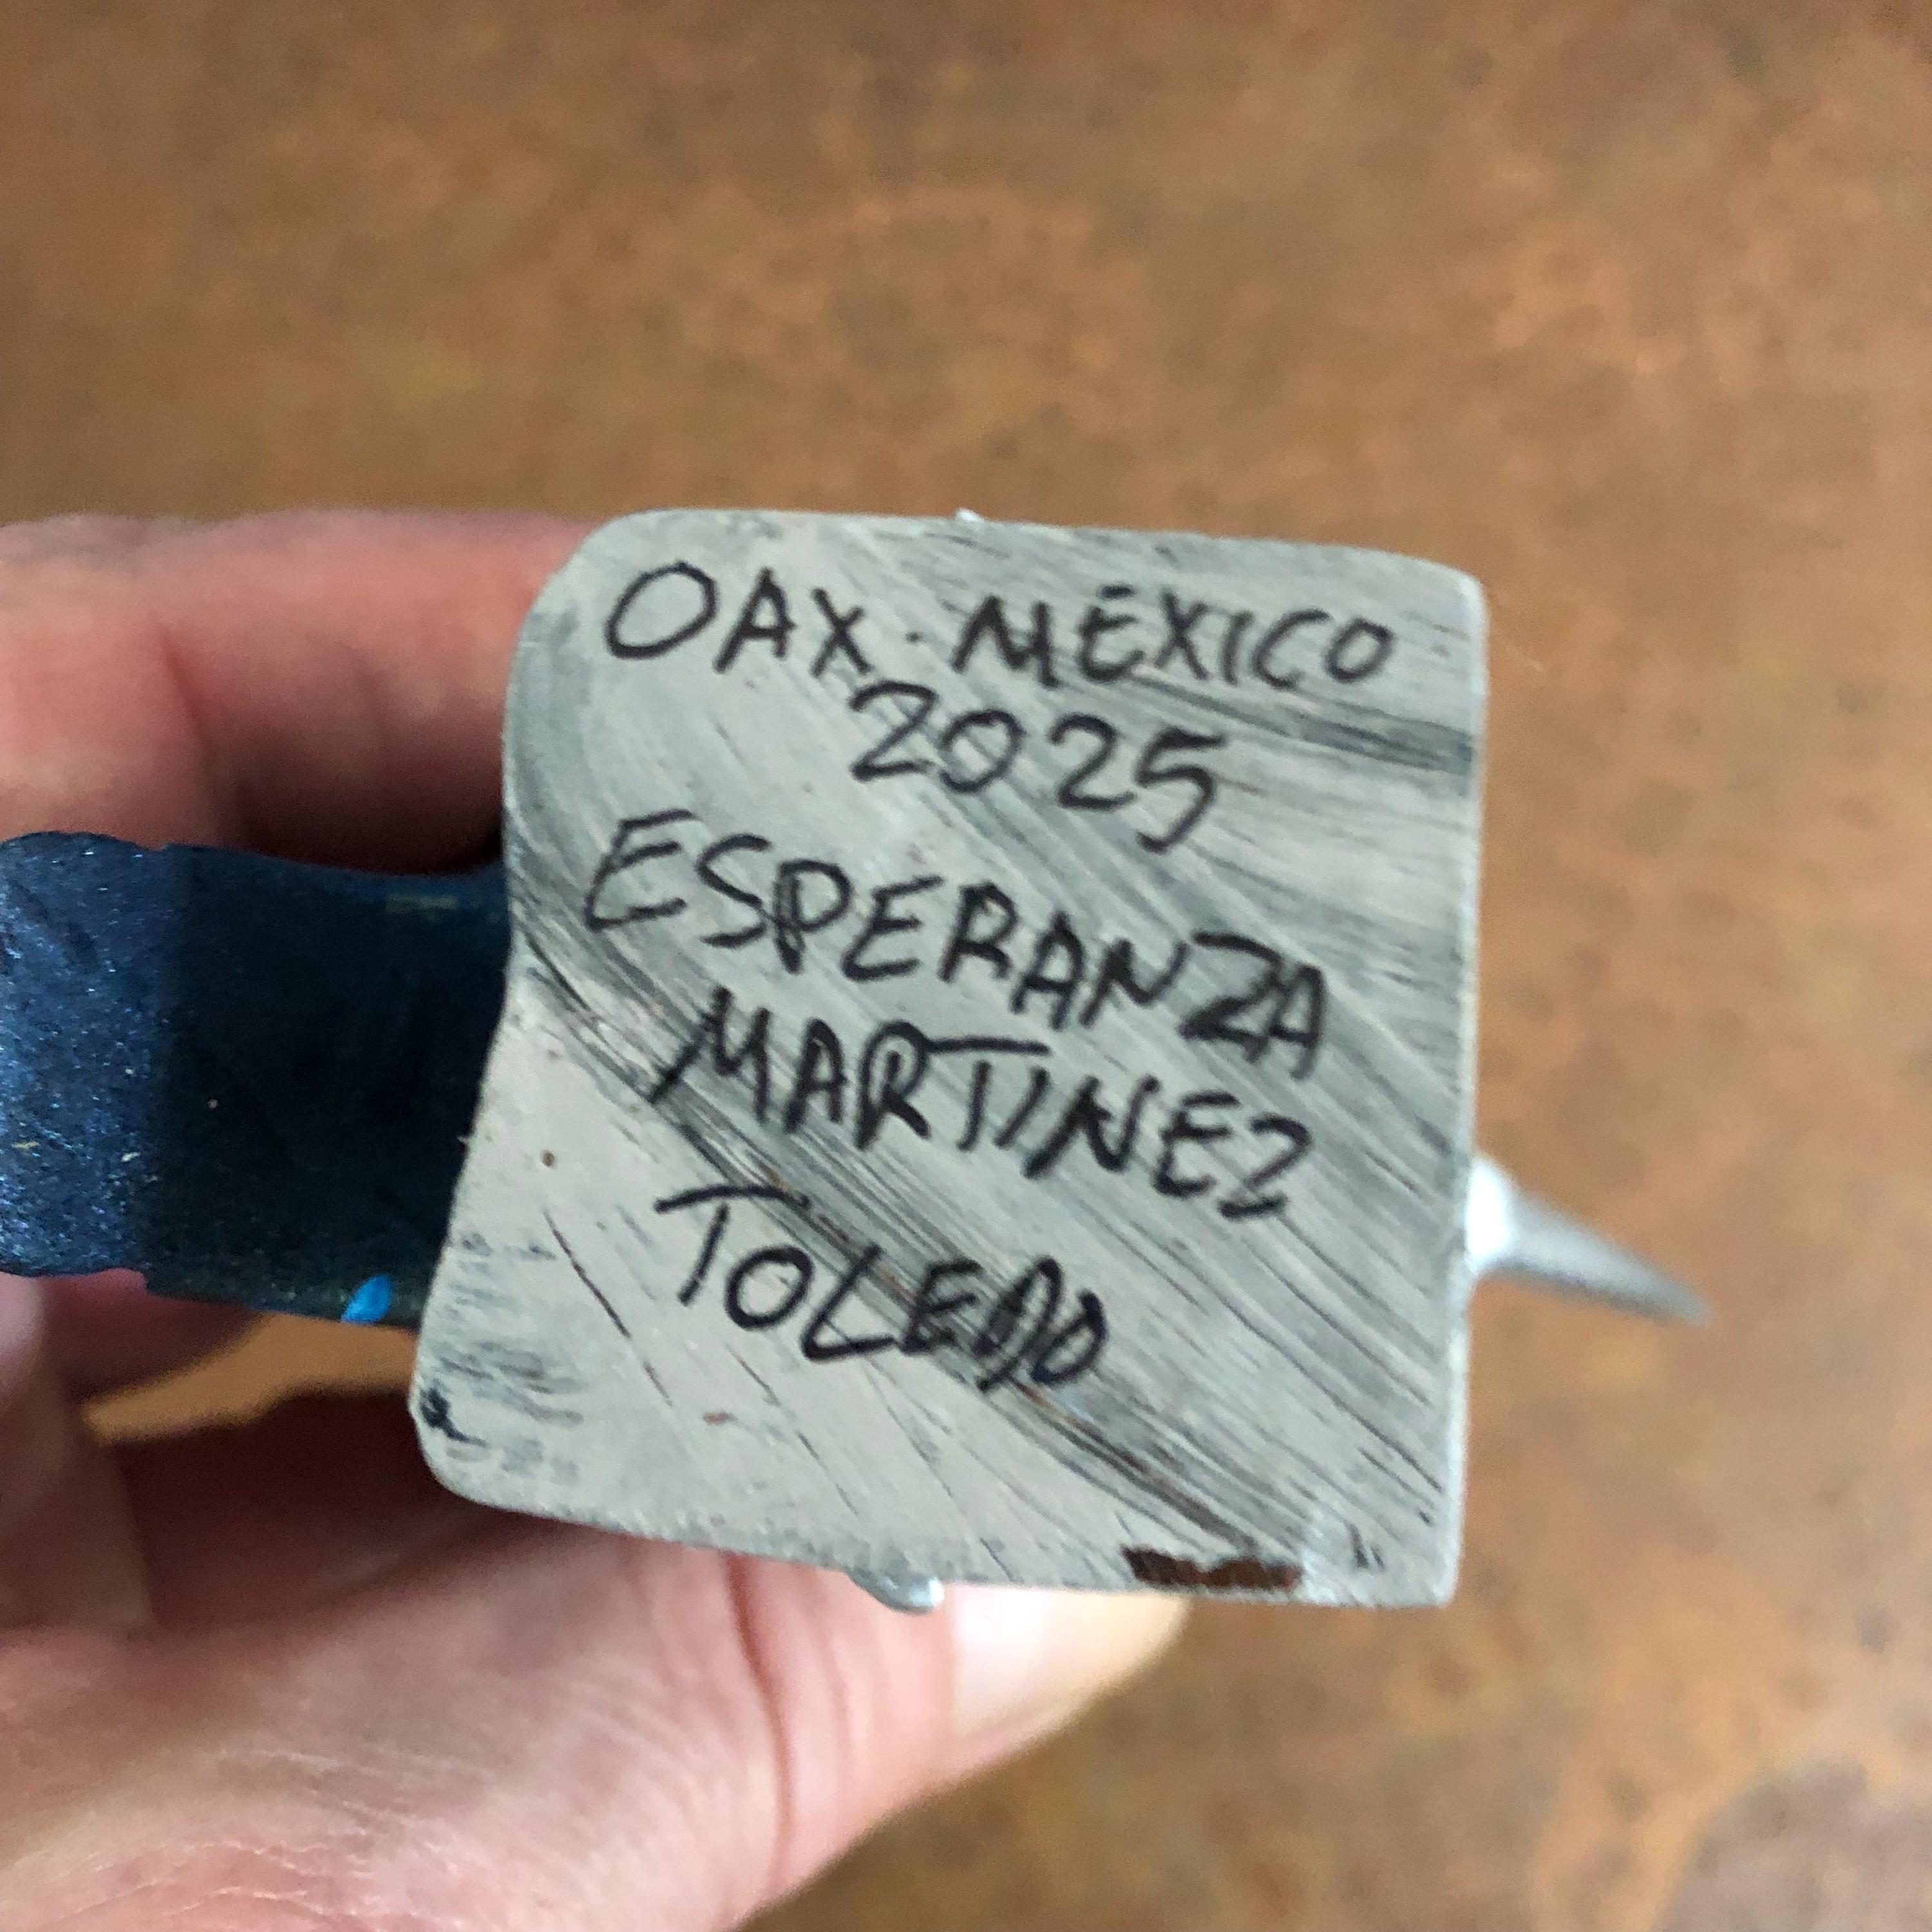 OAX. MEXICO
2025
ESPERANZA
MARTINEZ
TOLEDO